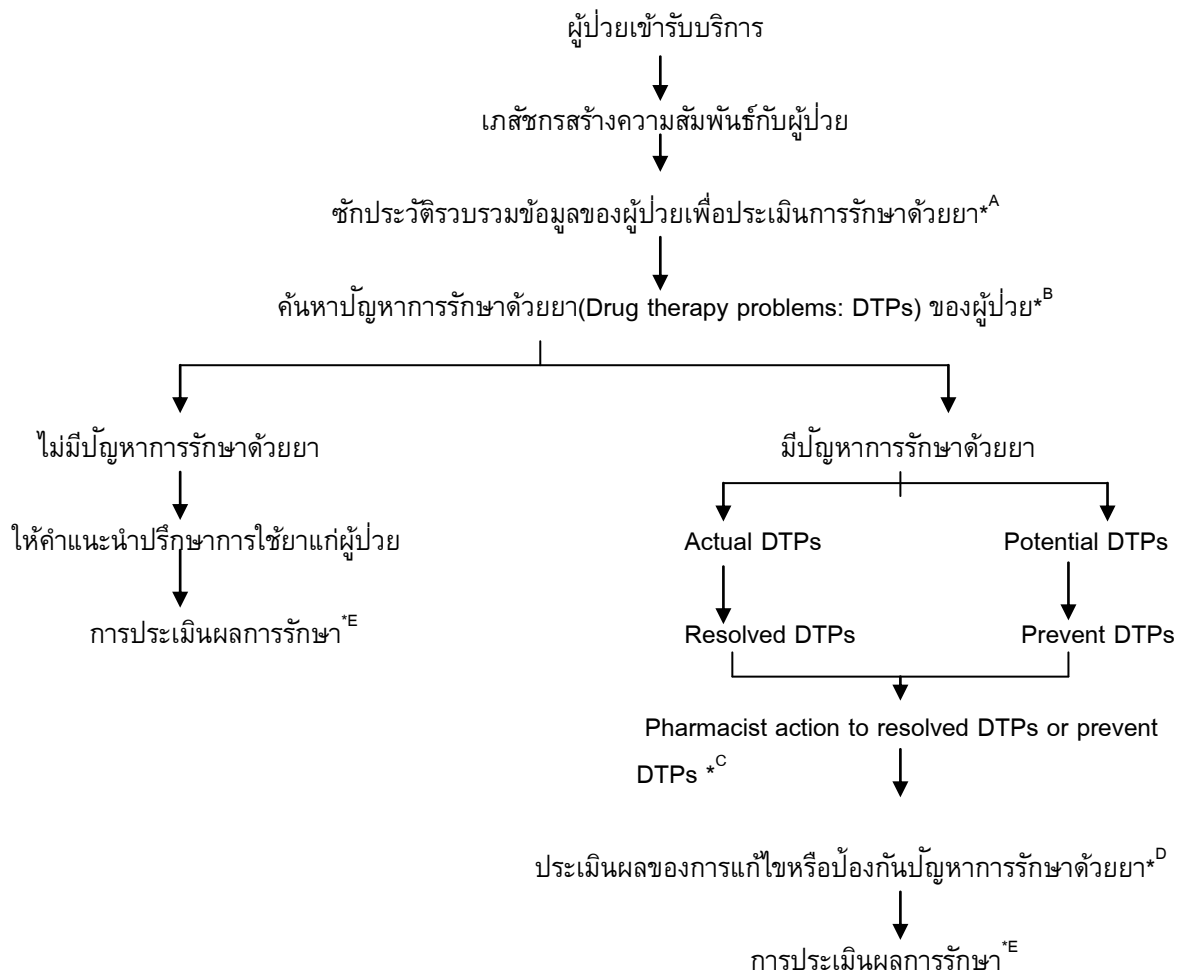 ผู้ป่วยเข้ารับบริการ
เภสัชกรสร้างความสัมพันธ์กับผู้ป่วย
ซักประวัติรวบรวมข้อมูลของผู้ป่วยเพื่อประเมินการรักษาด้วยยา*A
ค้นหาปัญหาการรักษาด้วยยา(Drug therapy problems: DTPs) ของผู้ป่วย*B
ไม่มีปัญหาการรักษาด้วยยา
ให้คำแนะนำปรึกษาการใช้ยาแก่ผู้ป่วย
การประเมินผลการรักษา*E
มีปัญหาการรักษาด้วยยา
Actual DTPs
Potential DTPs
Resolved DTPs
Prevent DTPs
Pharmacist action to resolved DTPs or prevent
DTPs *C
ประเมินผลของการแก้ไขหรือป้องกันปัญหาการรักษาด้วยยา*D
การประเมินผลการรักษา*E